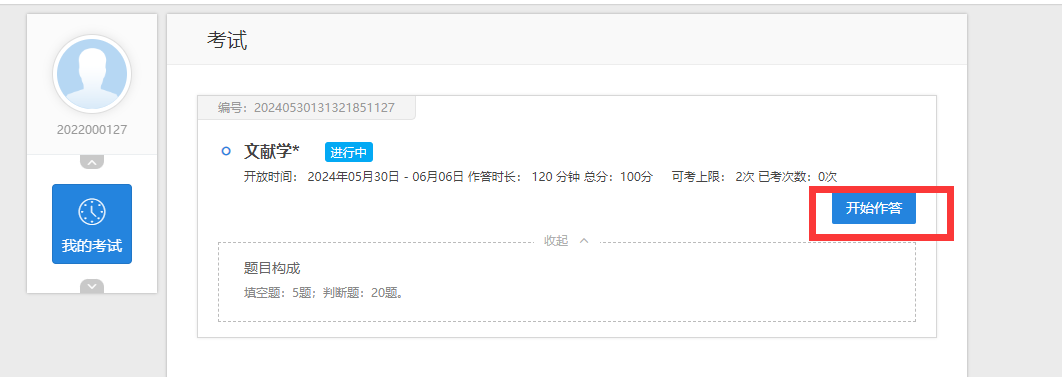 考试
2022000127
我的考试
编号：20240530131321851127
文献学*
进行中
开放时间： 2024年05月30日 - 06月06日 作答时长： 120 分钟 总分：100分 可考上限： 2次 已考次数：0次
开始作答
收起
题目构成
填空题：5题；判断题：20题。